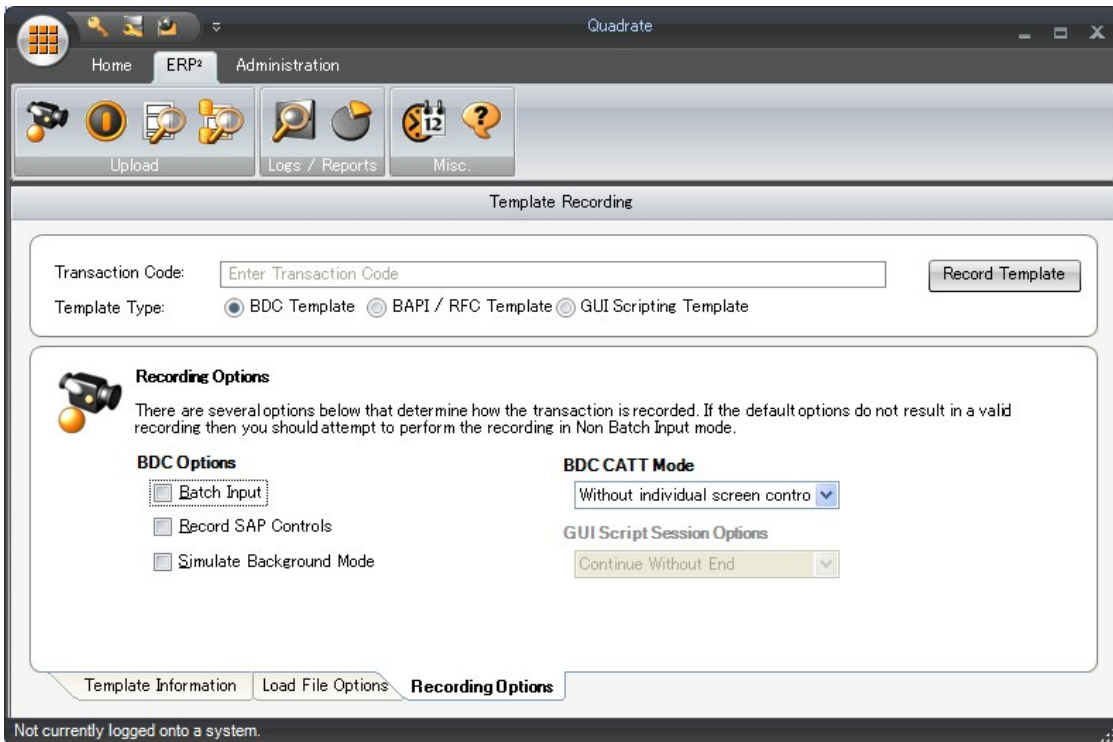 Quadrate
Home ERP² Administration
12
Upload Logs / Reports Misc.
Template Recording
Transaction Code: Enter Transaction Code Record Template
Template Type: BDC Template BAPI / RFC Template GUI Scripting Template
Recording Options
There are several options below that determine how the transaction is recorded. If the default options do not result in a valid
recording then you should attempt to perform the recording in Non Batch Input mode.
BDC Options BDC CATT Mode
Batch Input Without individual screen contro
Record SAP Controls GUI Script Session Options
Simulate Background Mode Continue Without End
Template Information Load File Options Recording Options
Not currently logged onto a system.